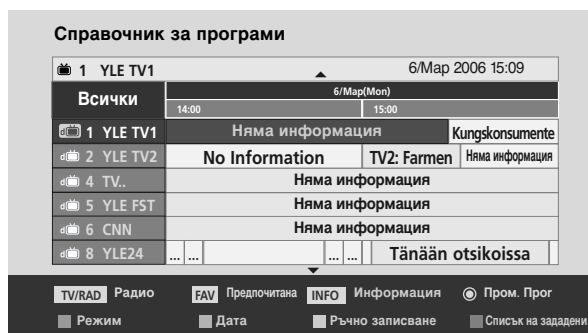 Справочник за програми
1 YLE TV1 6/Map 2006 15:09
Всички 6/Map(Mon)
14:00 15:00
1 YLE TV1 Няма информация Kungskonsumente
2 YLE TV2 No Information TV2: Farmen Няма информация
4 TV.. Няма информация
5 YLE FST Няма информация
6 CNN Няма информация
8 YLE24 ... ... ... ... Tänään otsikoissa
TV/RAD Радио FAV Предпочитана INFO Информация Пром. Прог
Режим Дата Ръчно записване Списък на зададени